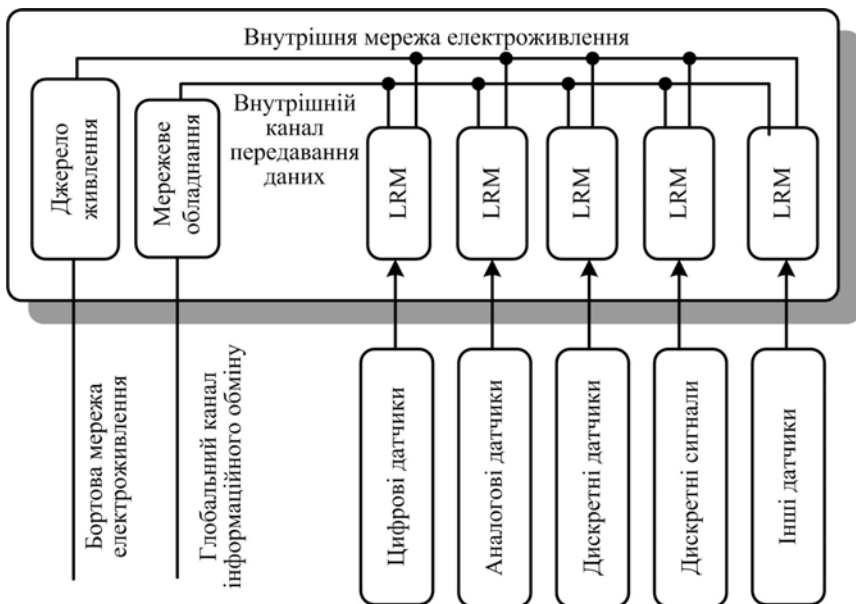 Внутрішня мережа електроживлення
Внутрішній
канал
передавання
даних
Джерело
живлення
Мережеве
обладнання
LRM
LRM
LRM
LRM
LRM
Бортова мережа
електроживлення
Глобальний канал
інформаційного обміну
Цифрові датчики
Аналогові датчики
Дискретні датчики
Дискретні сигнали
Інші датчики